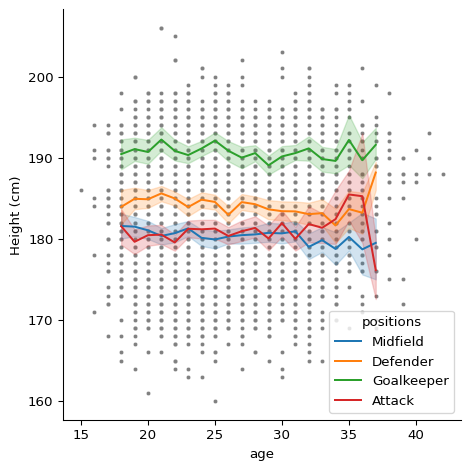 200
190
180
170
160
Height (cm)
15
20
25
30
35
40
age
positions
Midfield
Defender
Goalkeeper
Attack